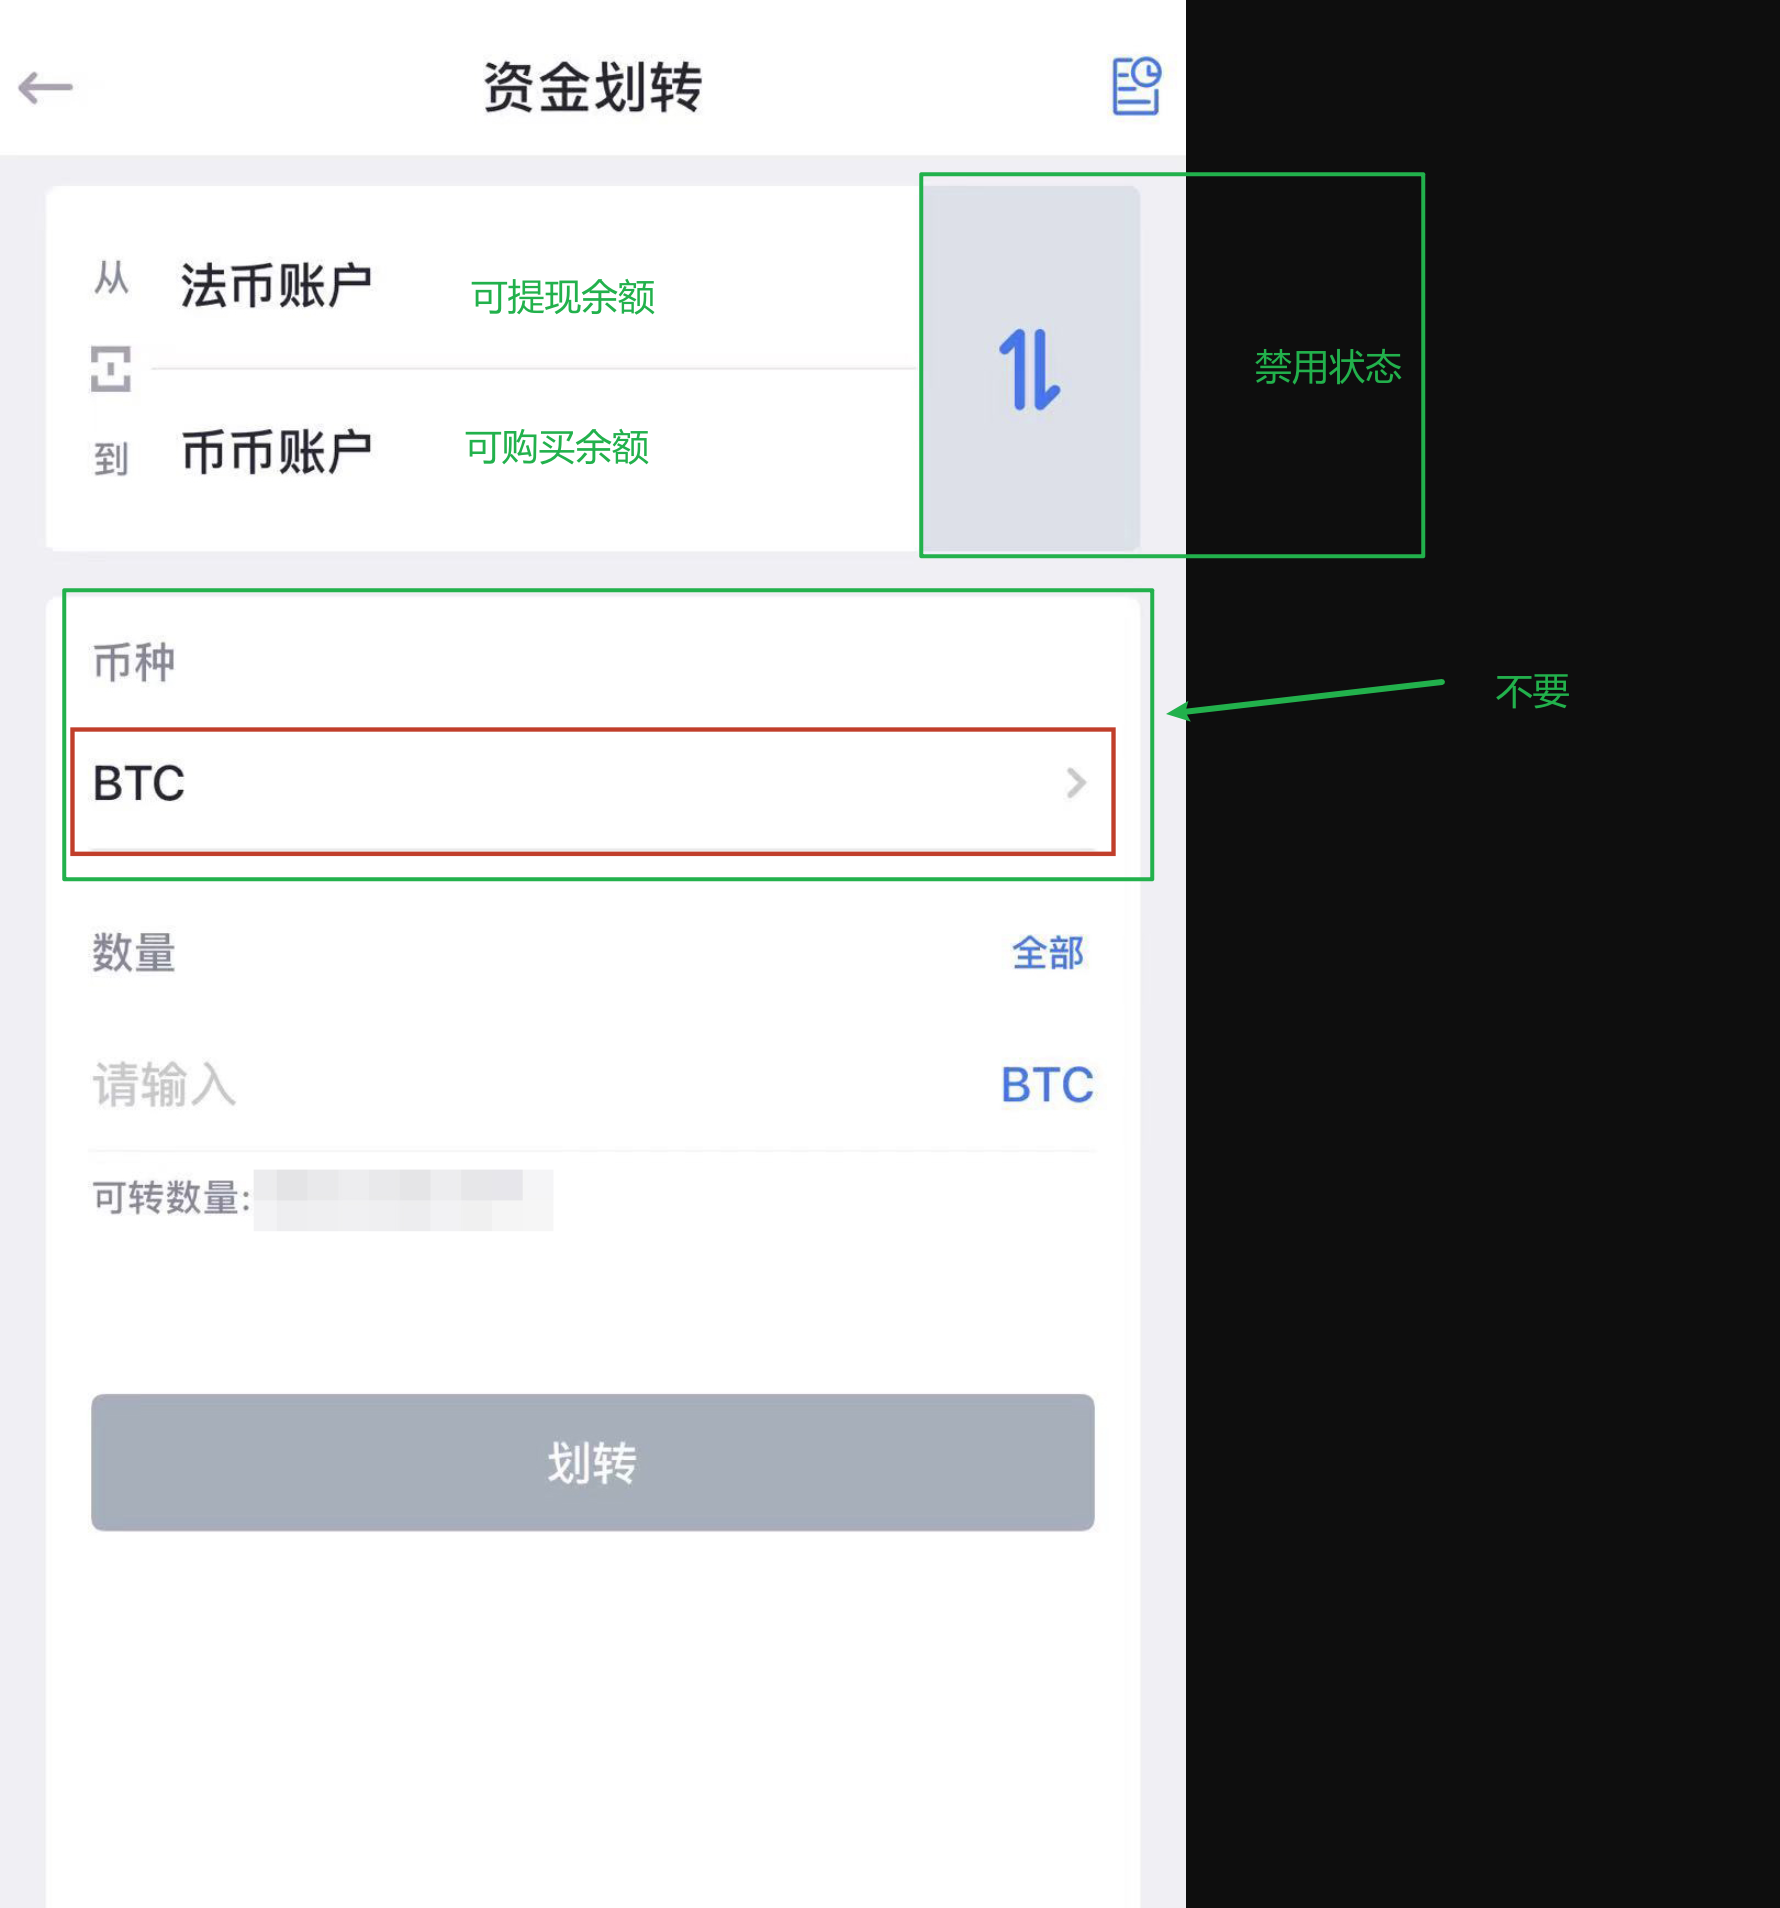 资金划转
从 法币账户 可提现余额
禁用状态
到 币币账户 可购买余额
币种
不要
BTC
数量 全部
请输入 BTC
可转数量:
划转